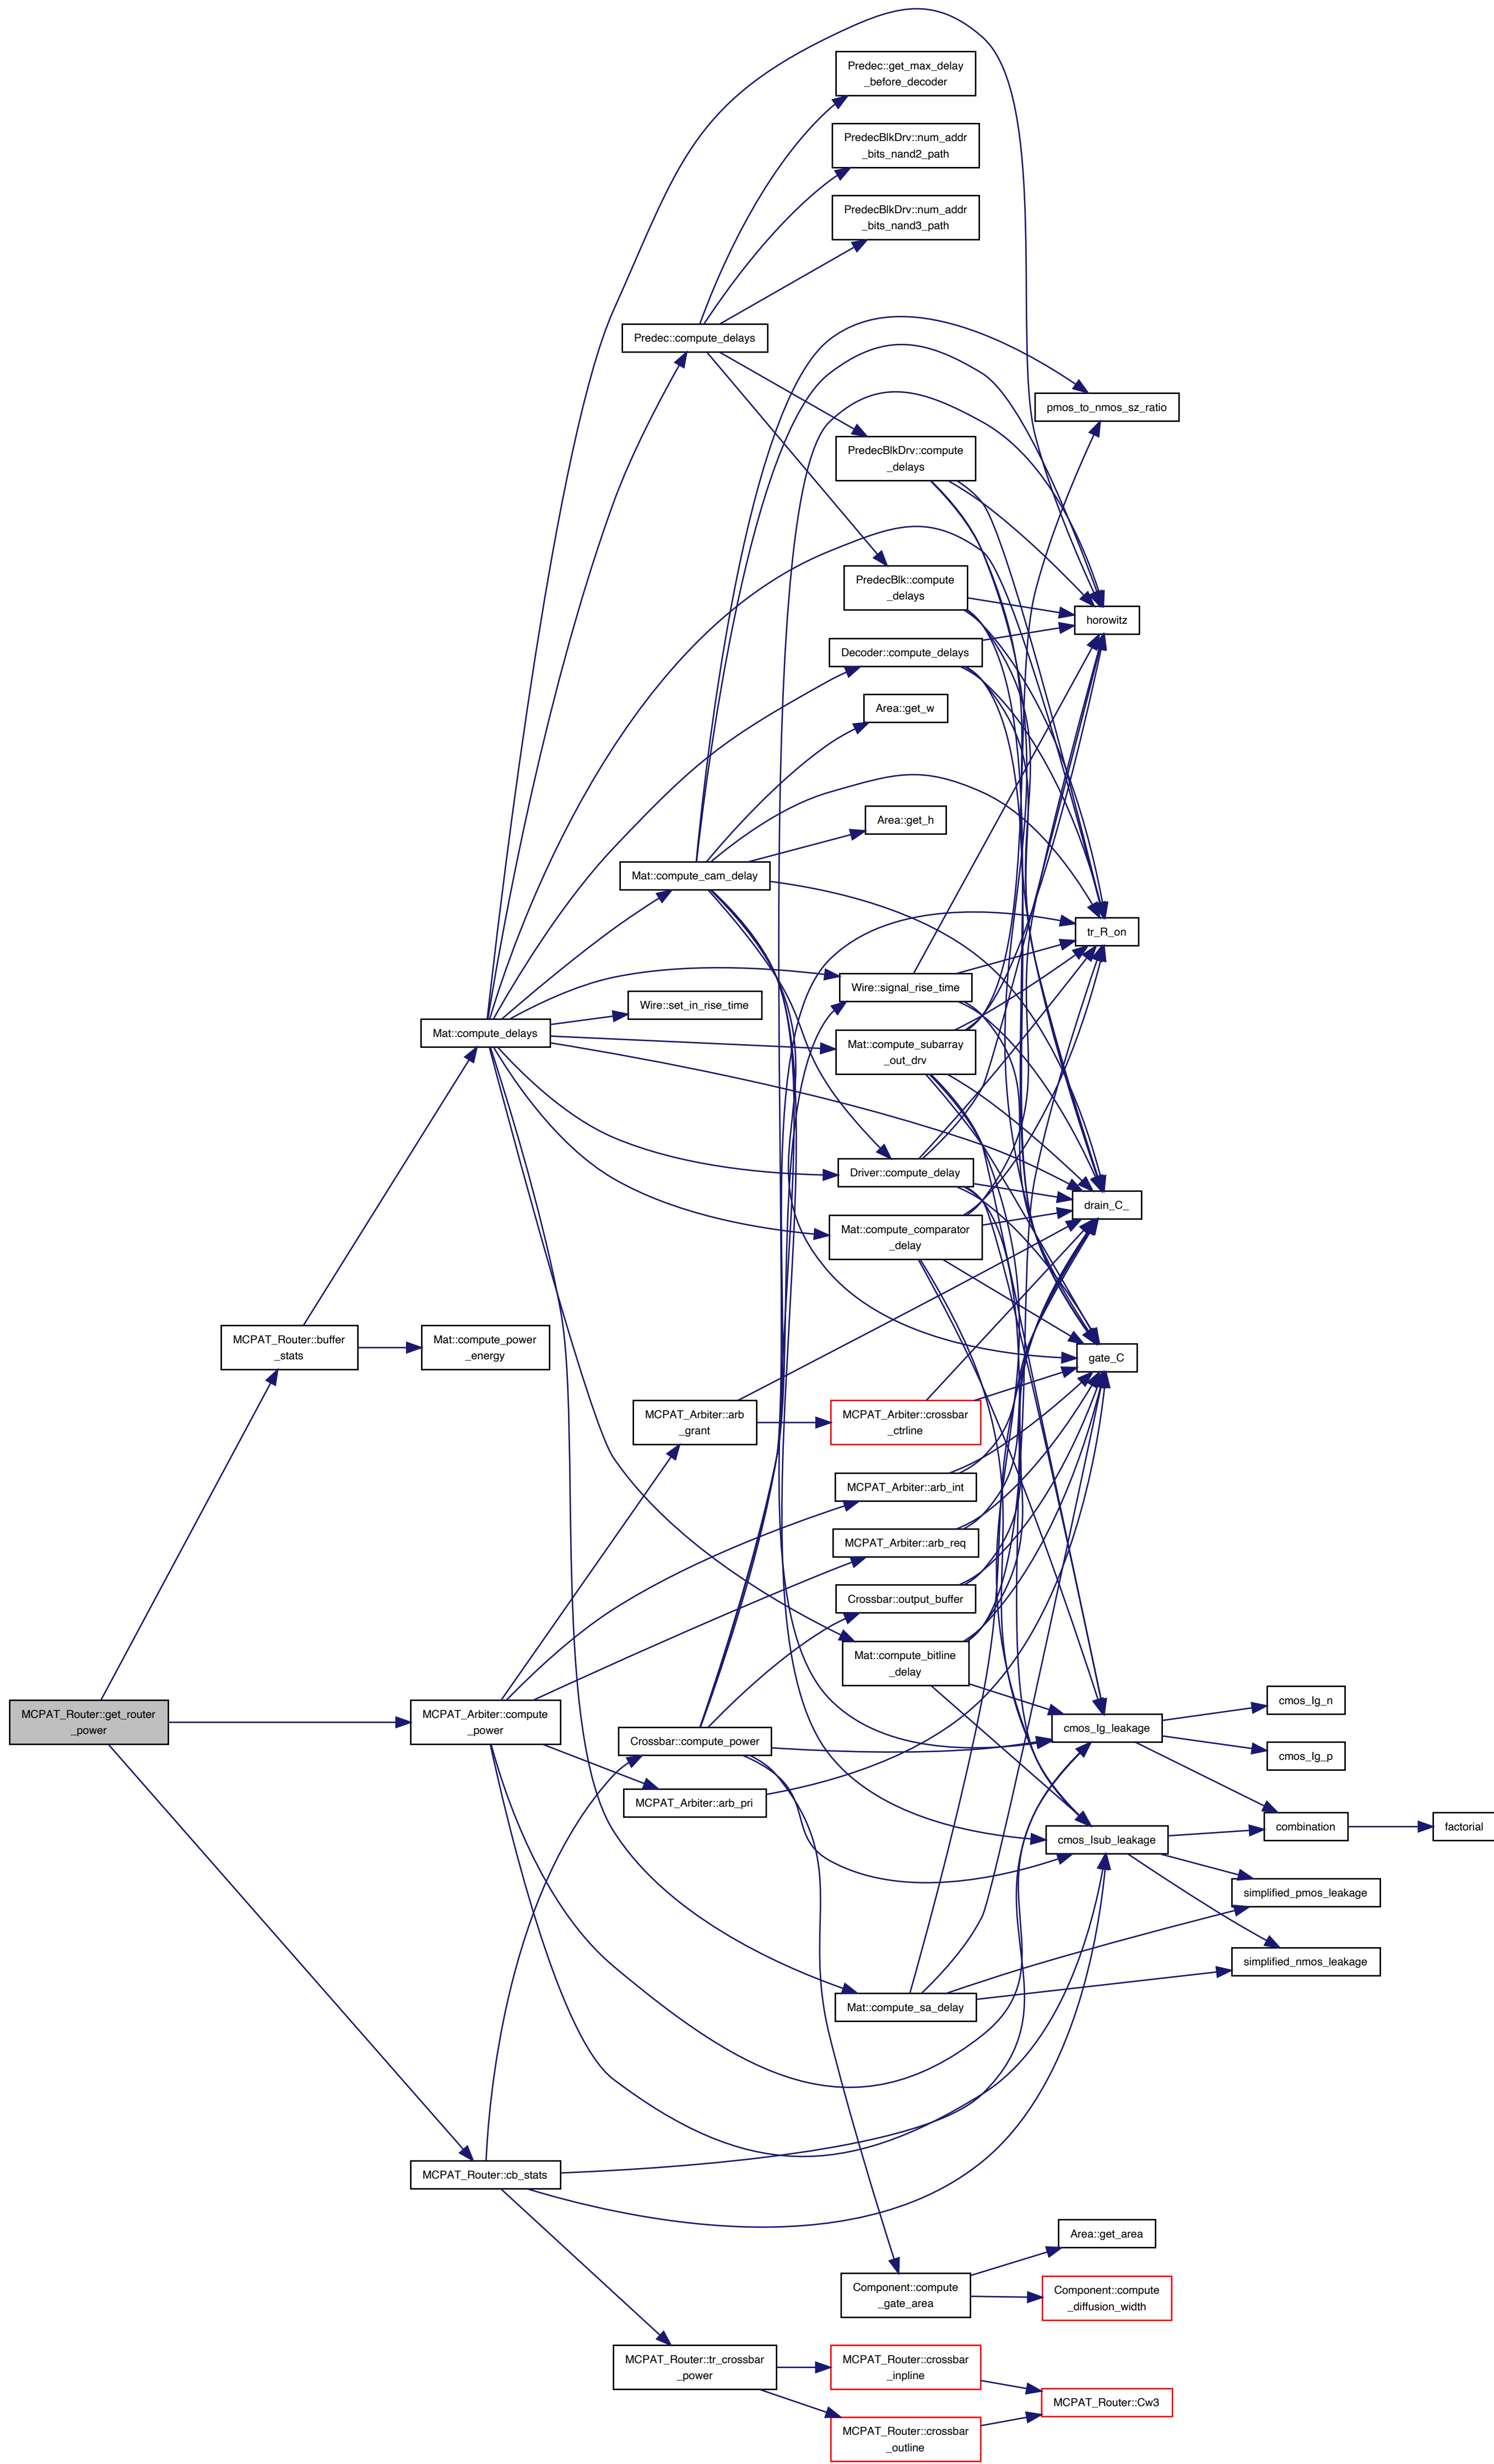 Predec::get_max_delay
_before_decoder
PredecBlkDrv::num_addr
_bits_nand2_path
PredecBlkDrv::num_addr
_bits_nand3_path
Predec::compute_delays
pmos_to_nmos_sz_ratio
PredecBlkDrv::compute
_delays
PredecBlk::compute
_delays
horowitz
Decoder::compute_delays
Area::get_w
Area::get_h
Mat::compute_cam_delay
tr_R_on
Wire::signal_rise_time
Wire::set_in_rise_time
Mat::compute_delays
Mat::compute_subarray
_out_drv
Driver::compute_delay
drain_C_
Mat::compute_comparator
_delay
MCPAT_Router::buffer
_stats
Mat::compute_power
_energy
gate_C
MCPAT_Arbiter::arb
_grant
MCPAT_Arbiter::crossbar
_ctrline
MCPAT_Arbiter::arb_int
MCPAT_Arbiter::arb_req
Crossbar::output_buffer
Mat::compute_bitline
_delay
MCPAT_Router::get_router
_power
MCPAT_Arbiter::compute
_power
Crossbar::compute_power
cmos_Ig_leakage
cmos_Ig_n
cmos_Ig_p
MCPAT_Arbiter::arb_pri
cmos_Isub_leakage
combination
factorial
simplified_pmos_leakage
simplified_nmos_leakage
Mat::compute_sa_delay
MCPAT_Router::cb_stats
Area::get_area
Component::compute
_gate_area
Component::compute
_diffusion_width
MCPAT_Router::tr_crossbar
_power
MCPAT_Router::crossbar
_inpline
MCPAT_Router::Cw3
MCPAT_Router::crossbar
_outline